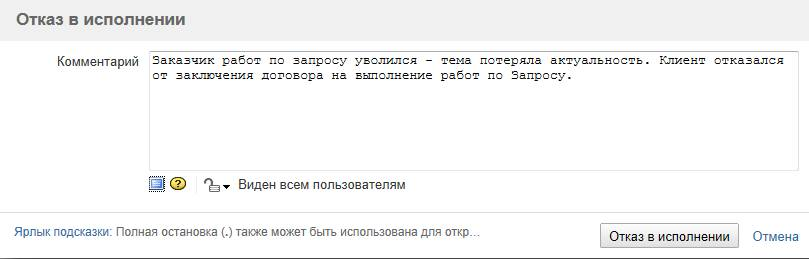 Отказ в исполнении
Комментарий
Заказчик работ по запросу уволился - тема потеряла актуальность. Клиент отказался
от заключения договора на выполнение работ по Запросу.
Виден всем пользователям
Ярлык подсказки: Полная остановка (.) также может быть использована для откр…
Отказ в исполнении
Отмена